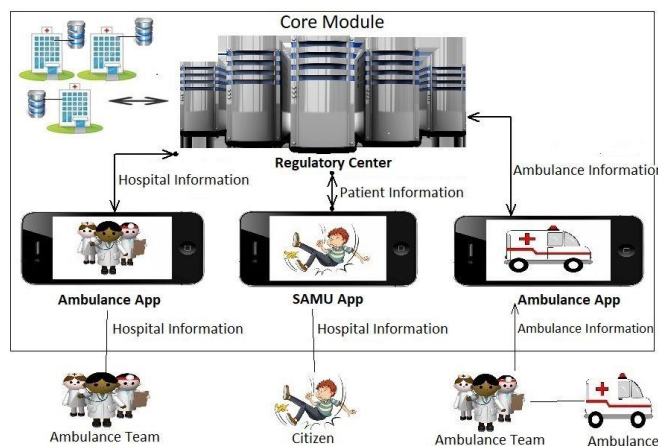 Core Module
Regulatory Center
Hospital Information
Patient Information
Ambulance Information
Ambulance App
SAMU App
Ambulance App
Hospital Information
Hospital Information
Ambulance Information
Ambulance Team
Citizen
Ambulance Team
Ambulance